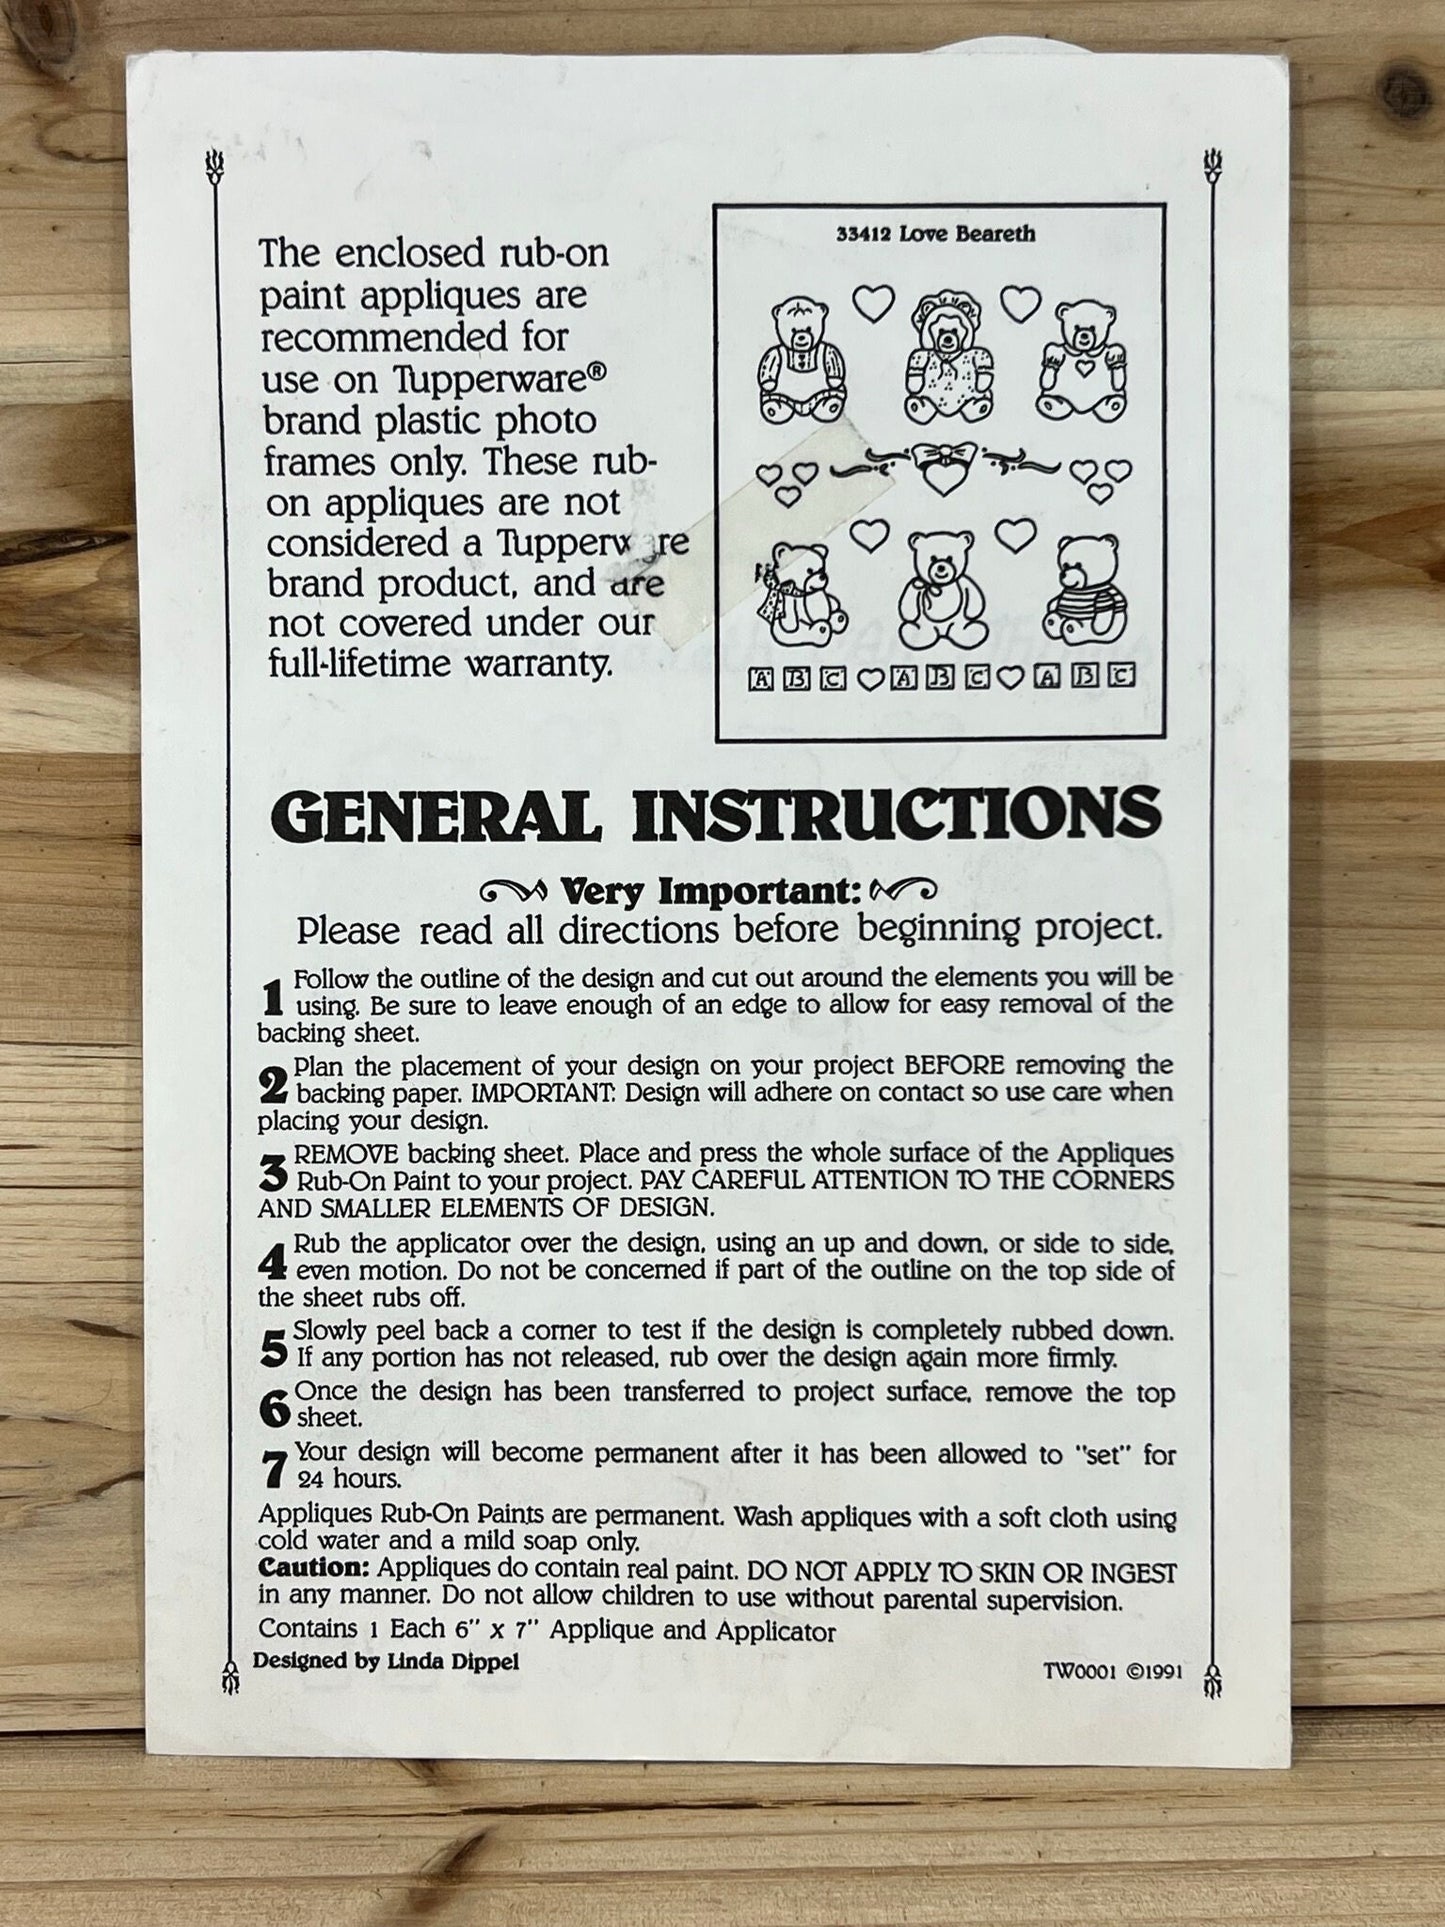 The enclosed rub-on
paint appliques are
recommended for
use on Tupperware®
brand plastic photo
frames only. These rub-
on appliques are not
considered a Tupperware
brand product, and are
not covered under our
full-lifetime warranty.
33412 Love Beareth
A B C A B C A B C
GENERAL INSTRUCTIONS
Very Important:
Please read all directions before beginning project.
1 Follow the outline of the design and cut out around the elements you will be
using. Be sure to leave enough of an edge to allow for easy removal of the
backing sheet.
2 Plan the placement of your design on your project BEFORE removing the
backing paper. IMPORTANT: Design will adhere on contact so use care when
placing your design.
3 REMOVE backing sheet. Place and press the whole surface of the Appliques
Rub-On Paint to your project. PAY CAREFUL ATTENTION TO THE CORNERS
AND SMALLER ELEMENTS OF DESIGN.
4 Rub the applicator over the design, using an up and down, or side to side,
even motion. Do not be concerned if part of the outline on the top side of
the sheet rubs off.
5 Slowly peel back a corner to test if the design is completely rubbed down.
If any portion has not released, rub over the design again more firmly.
6 Once the design has been transferred to project surface, remove the top
sheet.
7 Your design will become permanent after it has been allowed to "set" for
24 hours.
Appliques Rub-On Paints are permanent. Wash appliques with a soft cloth using
cold water and a mild soap only.
Caution: Appliques do contain real paint. DO NOT APPLY TO SKIN OR INGEST
in any manner. Do not allow children to use without parental supervision.
Contains 1 Each 6" x 7" Applique and Applicator
Designed by Linda Dippel
TW0001 ©1991